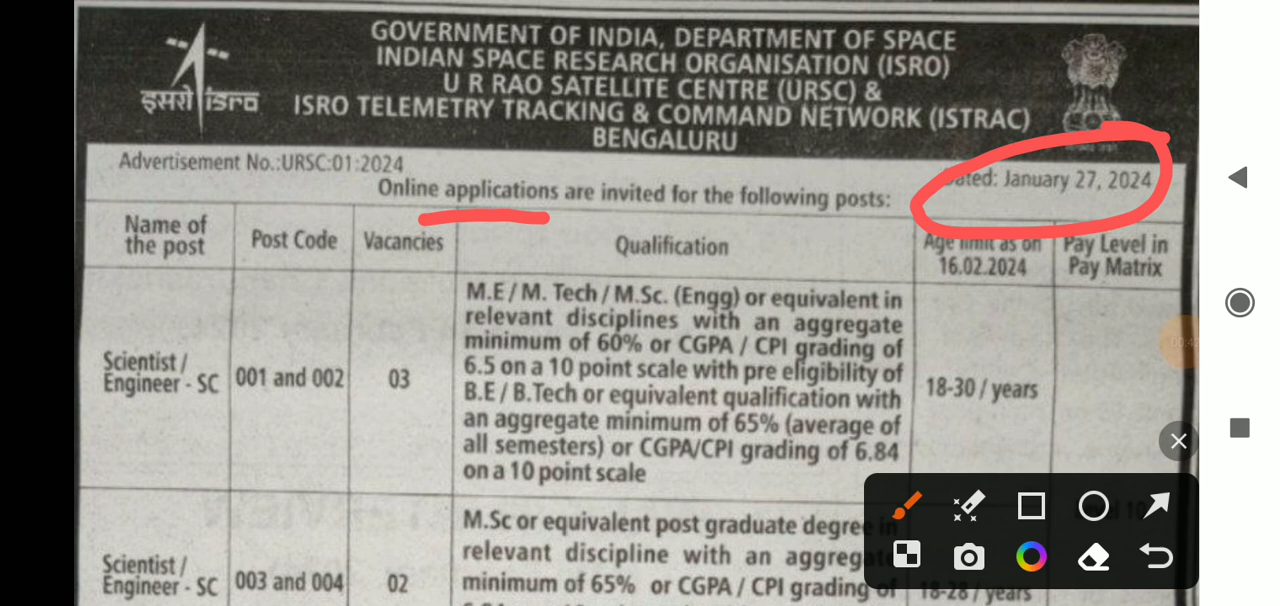 GOVERNMENT OF INDIA, DEPARTMENT OF SPACE
INDIAN SPACE RESEARCH ORGANISATION (ISRO)
U R RAO SATELLITE CENTRE (URSC) &
ISRO TELEMETRY TRACKING & COMMAND NETWORK (ISTRAC)
BENGALURU
इसरो isro
Advertisement No.:URSC:01:2024
Dated: January 27, 2024
Online applications are invited for the following posts:
Name of
the post
Post Code
Vacancies
Qualification
Age limit as on
16.02.2024
Pay Level in
Pay Matrix
Scientist /
Engineer - SC
001 and 002
03
M.E / M. Tech / M.Sc. (Engg) or equivalent in
relevant disciplines with an aggregate
minimum of 60% or CGPA / CPI grading of
6.5 on a 10 point scale with pre eligibility of
B.E / B.Tech or equivalent qualification with
an aggregate minimum of 65% (average of
all semesters) or CGPA/CPI grading of 6.84
on a 10 point scale
18-30 / years
Scientist /
Engineer - SC
003 and 004
02
M.Sc or equivalent post graduate degree in
relevant discipline with an aggregate
minimum of 65% or CGPA / CPI grading of
18-28 / years